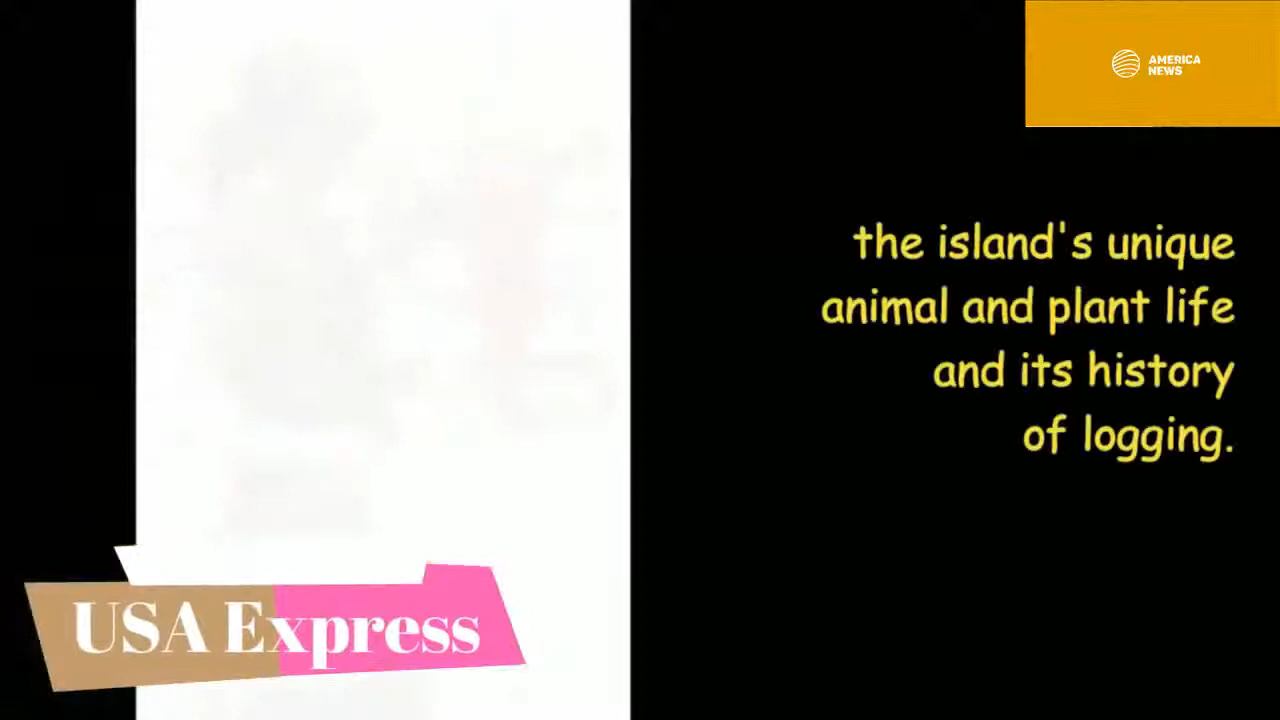 AMERICA
NEWS
the island's unique
animal and plant life
and its history
of logging.
USA Express